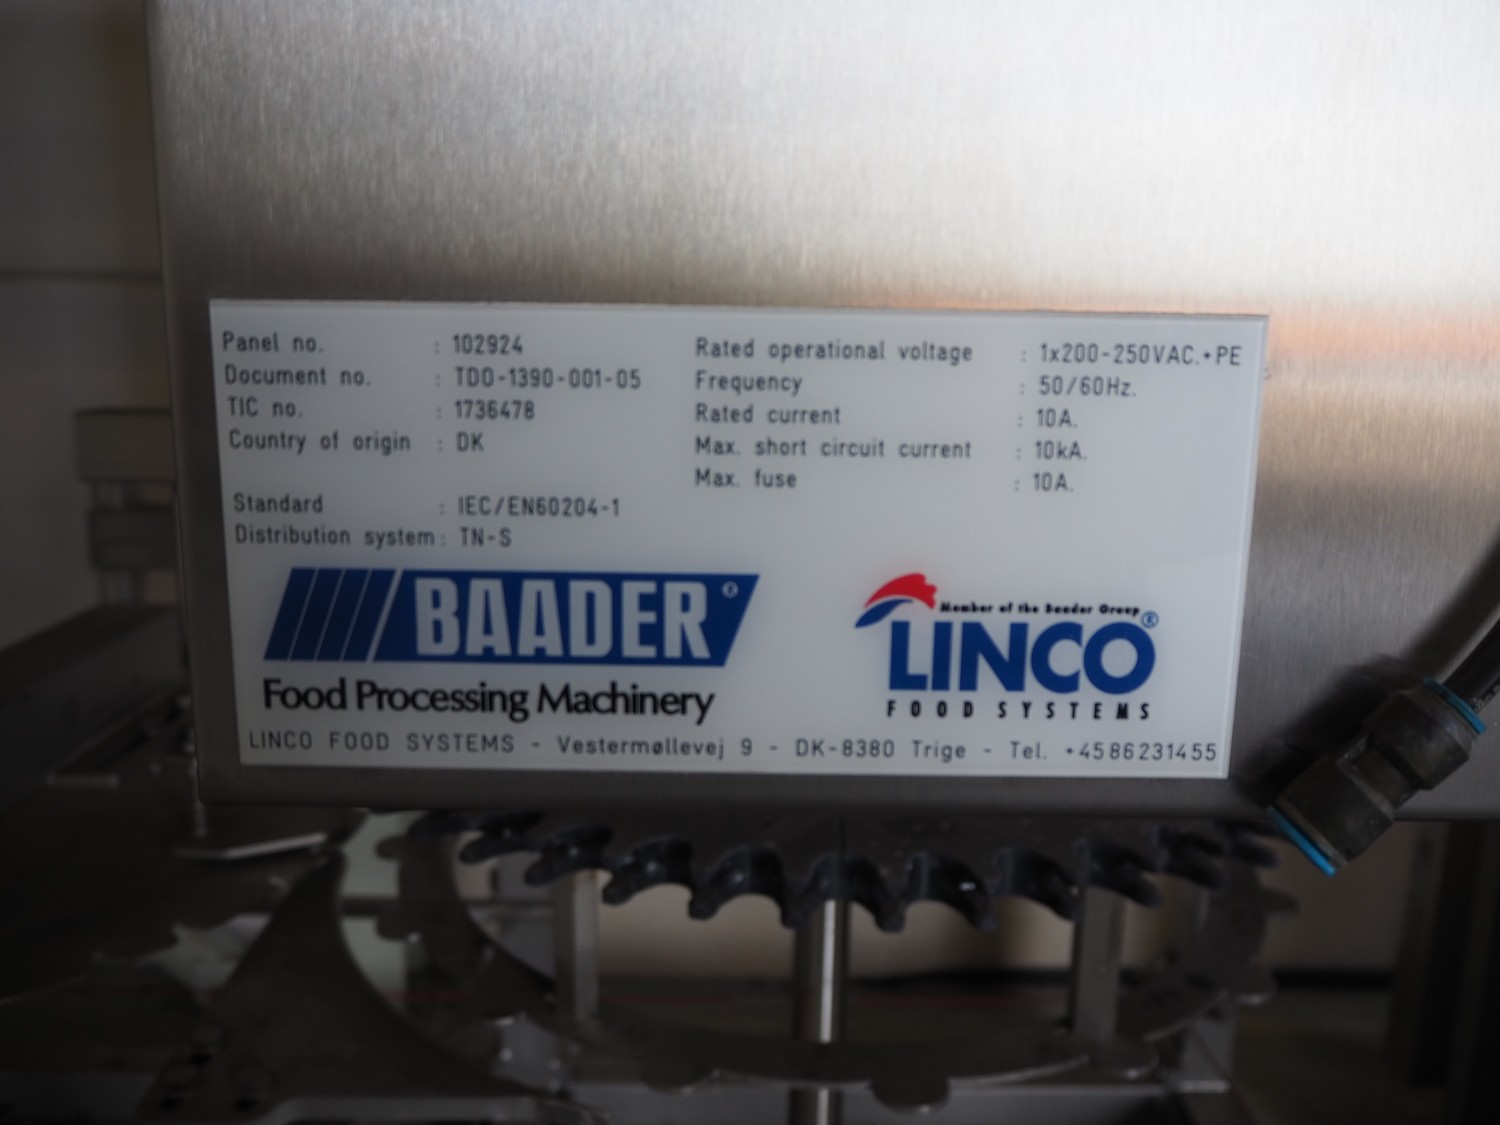 Panel no. : 102924
Document no. : TDO-1390-001-05
TIC no. : 1736478
Country of origin : DK
Standard : IEC/EN60204-1
Distribution system : TN-S
Rated operational voltage : 1x200-250VAC.+PE
Frequency : 50/60Hz.
Rated current : 10A.
Max. short circuit current : 10kA.
Max. fuse : 10A.
BAADER®
Food Processing Machinery
Member of the Baader Group
LINCO®
FOOD SYSTEMS
LINCO FOOD SYSTEMS - Vestermøllevej 9 - DK-8380 Trige - Tel. +4586231455